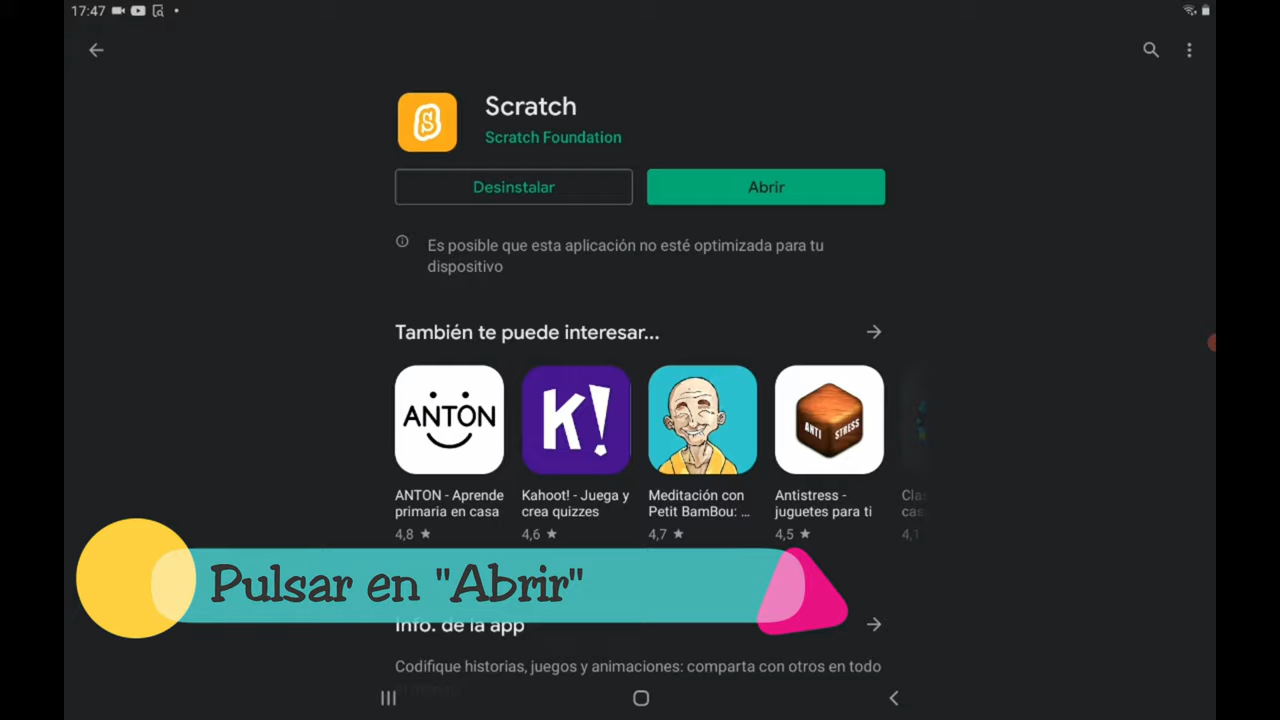 17:47
Scratch
Scratch Foundation
Desinstalar
Abrir
Es posible que esta aplicación no esté optimizada para tu
dispositivo
También te puede interesar...
ANTON
K!
ANTI STRESS
ANTON - Aprende
primaria en casa
4,8 ★
Kahoot! - Juega y
crea quizzes
4,6 ★
Meditación con
Petit BamBou: ...
4,7 ★
Antistress -
juguetes para ti
4,5 ★
4,1
Pulsar en "Abrir"
Info. de la app
Codifique historias, juegos y animaciones: comparta con otros en todo